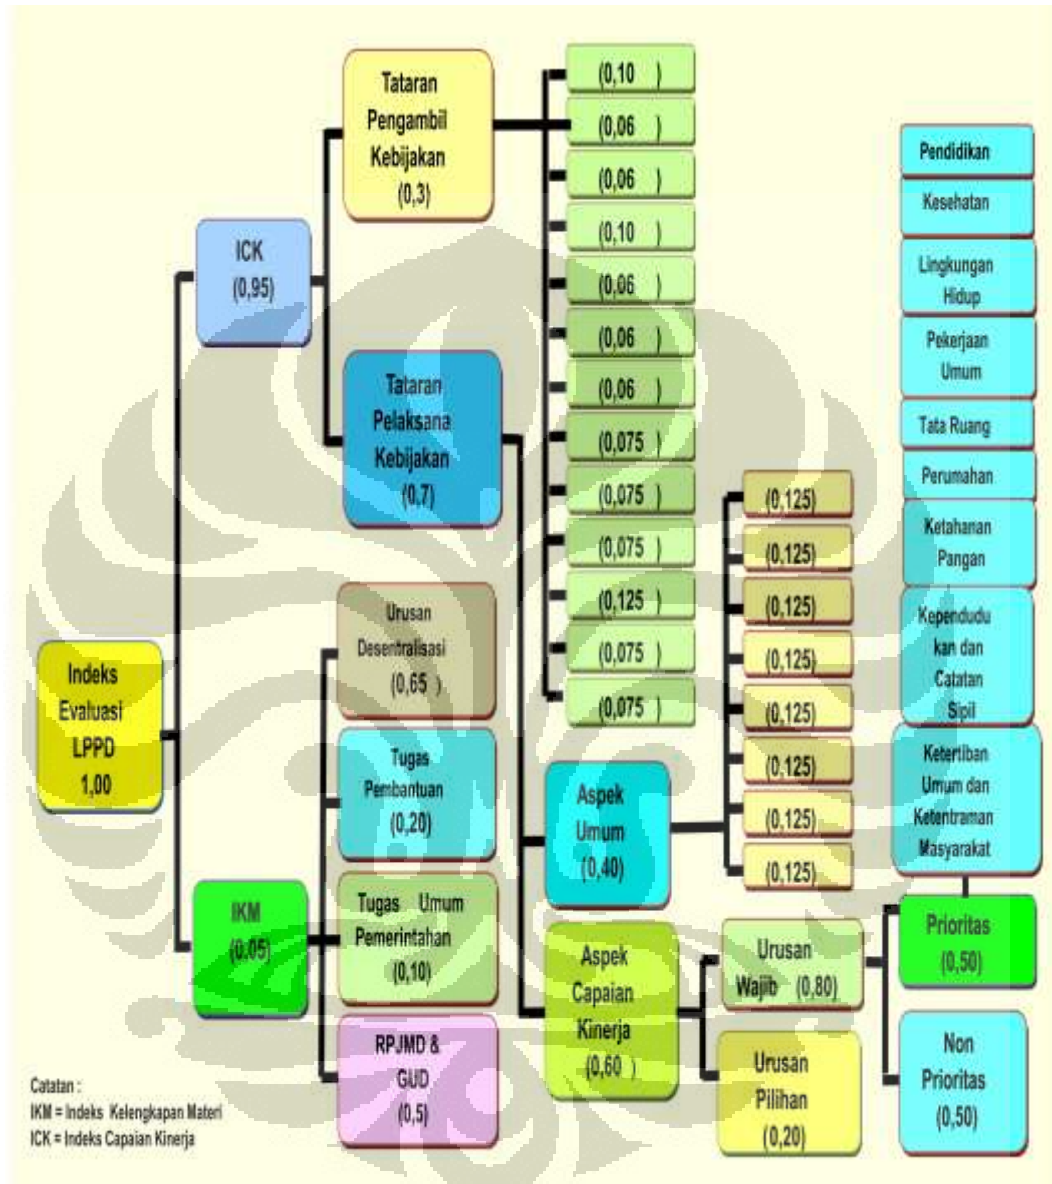 Indeks
Evaluasi
LPPD
1,00
ICK
(0,95)
IKM
(0,05)
Tataran
Pengambil
Kebijakan
(0,3)
Tataran
Pelaksana
Kebijakan
(0,7)
Urusan
Desentralisasi
(0,65 )
Tugas
Pembantuan
(0,20)
Tugas Umum
Pemerintahan
(0,10)
RPJMD &
GUD
(0,5)
(0,10 )
(0,06 )
(0,06 )
(0,10 )
(0,06 )
(0,06 )
(0,06 )
(0,075 )
(0,075 )
(0,075 )
(0,125 )
(0,075 )
(0,075 )
Aspek
Umum
(0,40)
Aspek
Capaian
Kinerja
(0,60 )
(0,125)
(0,125)
(0,125)
(0,125)
(0,125)
(0,125)
(0,125)
(0,125)
Urusan
Wajib (0,80)
Urusan
Pilihan
(0,20)
Pendidikan
Kesehatan
Lingkungan
Hidup
Pekerjaan
Umum
Tata Ruang
Perumahan
Ketahanan
Pangan
Kependudu
kan dan
Catatan
Sipil
Ketertiban
Umum dan
Ketentraman
Masyarakat
Prioritas
(0,50)
Non
Prioritas
(0,50)
Catatan :
IKM = Indeks Kelengkapan Materi
ICK = Indeks Capaian Kinerja